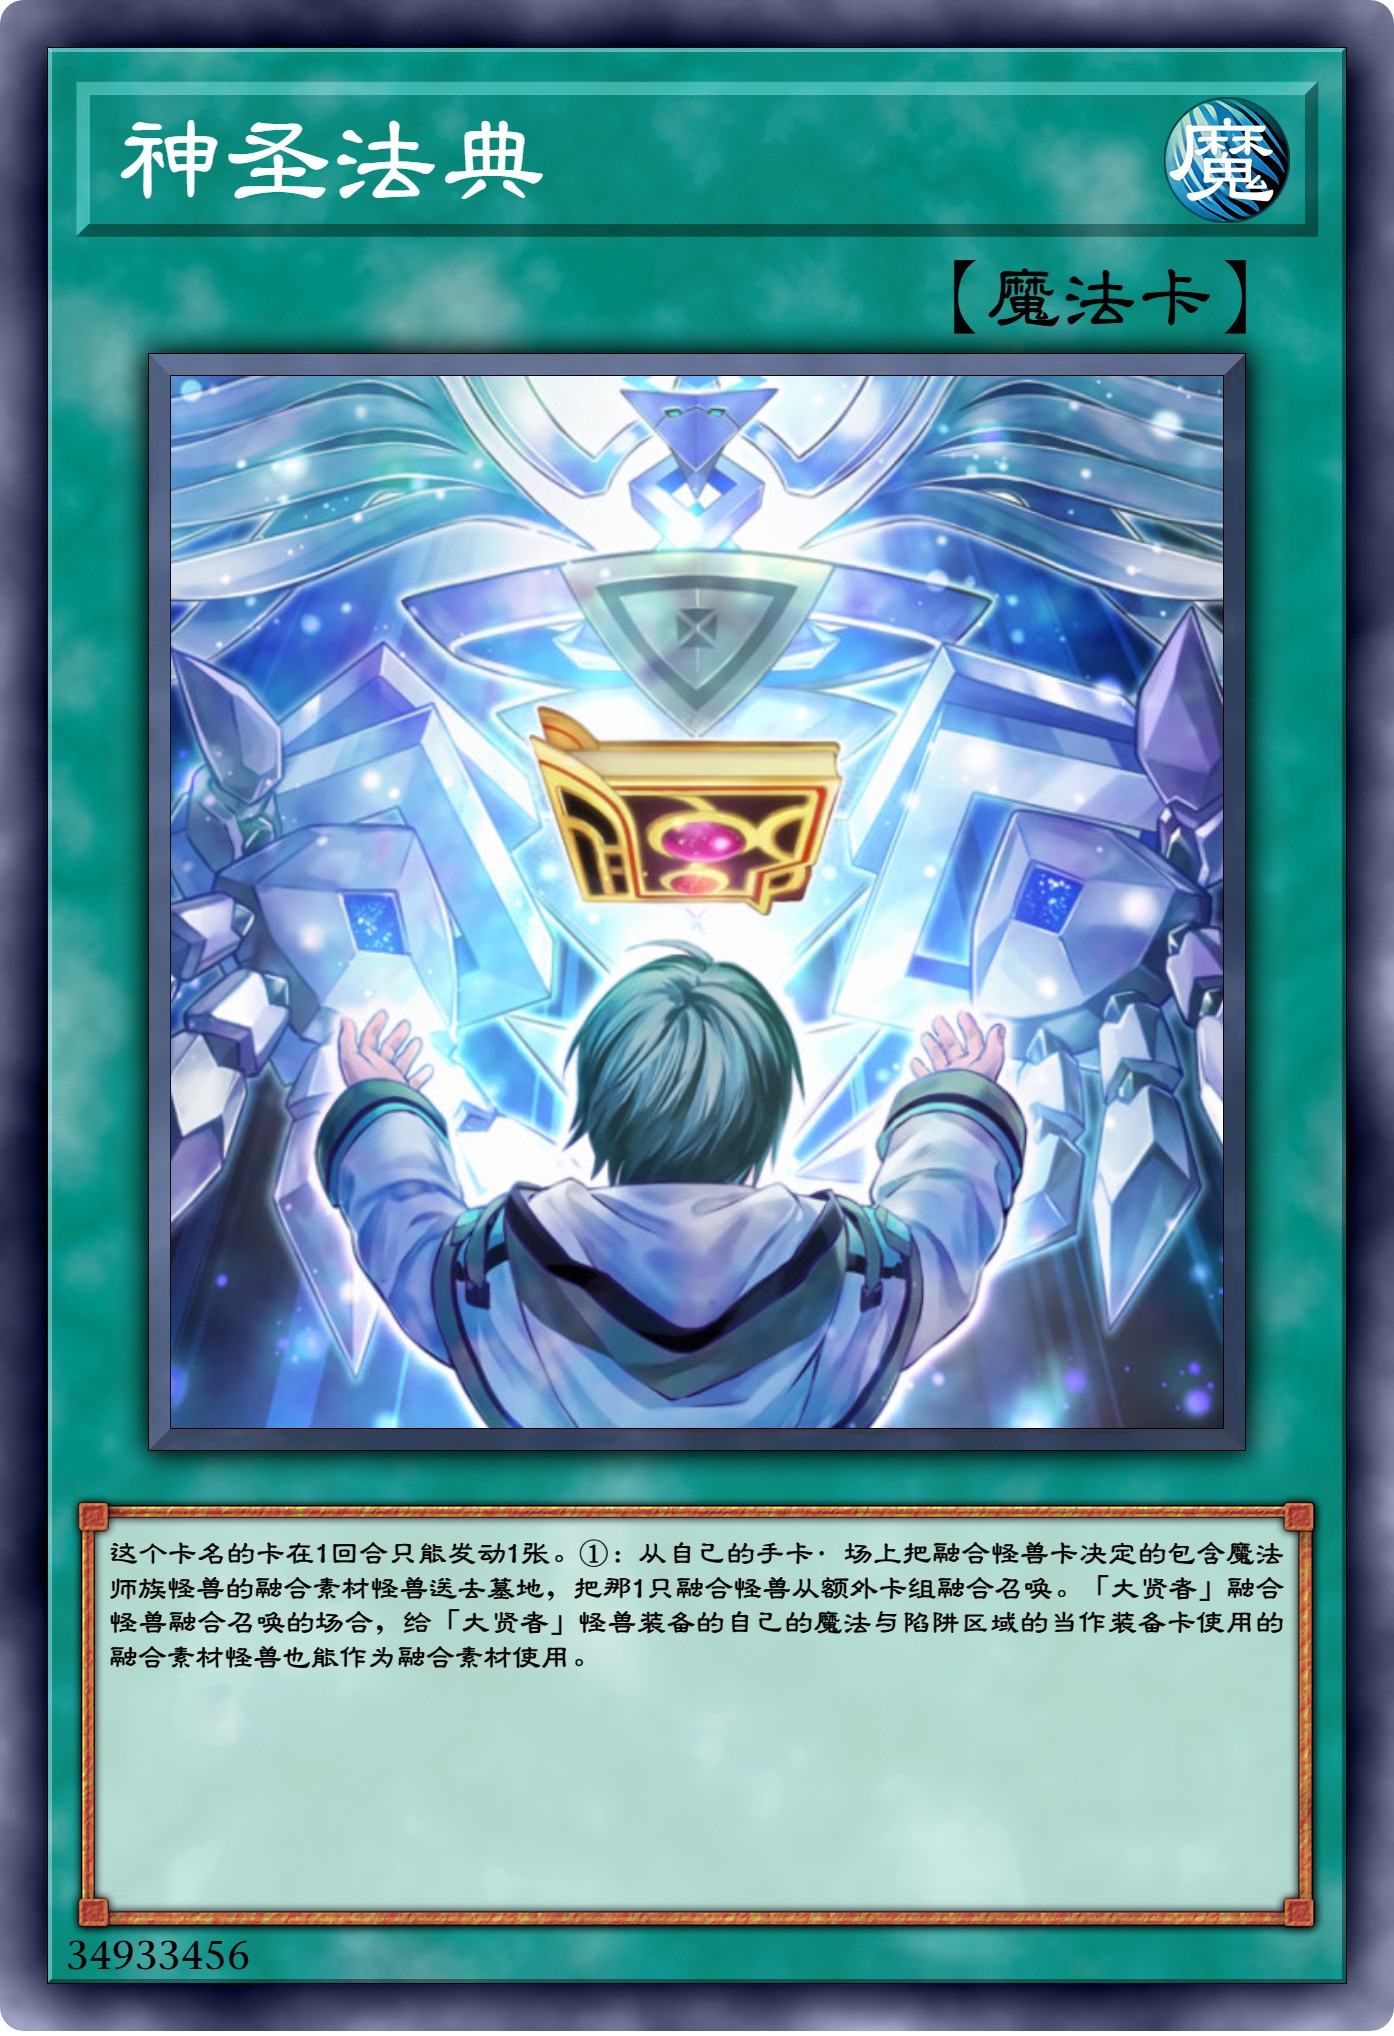 神圣法典
魔
【魔法卡】
这个卡名的卡在1回合只能发动1张。①：从自己的手卡·场上把融合怪兽卡决定的包含魔法
师族怪兽的融合素材怪兽送去墓地，把那1只融合怪兽从额外卡组融合召唤。「大贤者」融合
怪兽融合召唤的场合，给「大贤者」怪兽装备的自己的魔法与陷阱区域的当作装备卡使用的
融合素材怪兽也能作为融合素材使用。
34933456